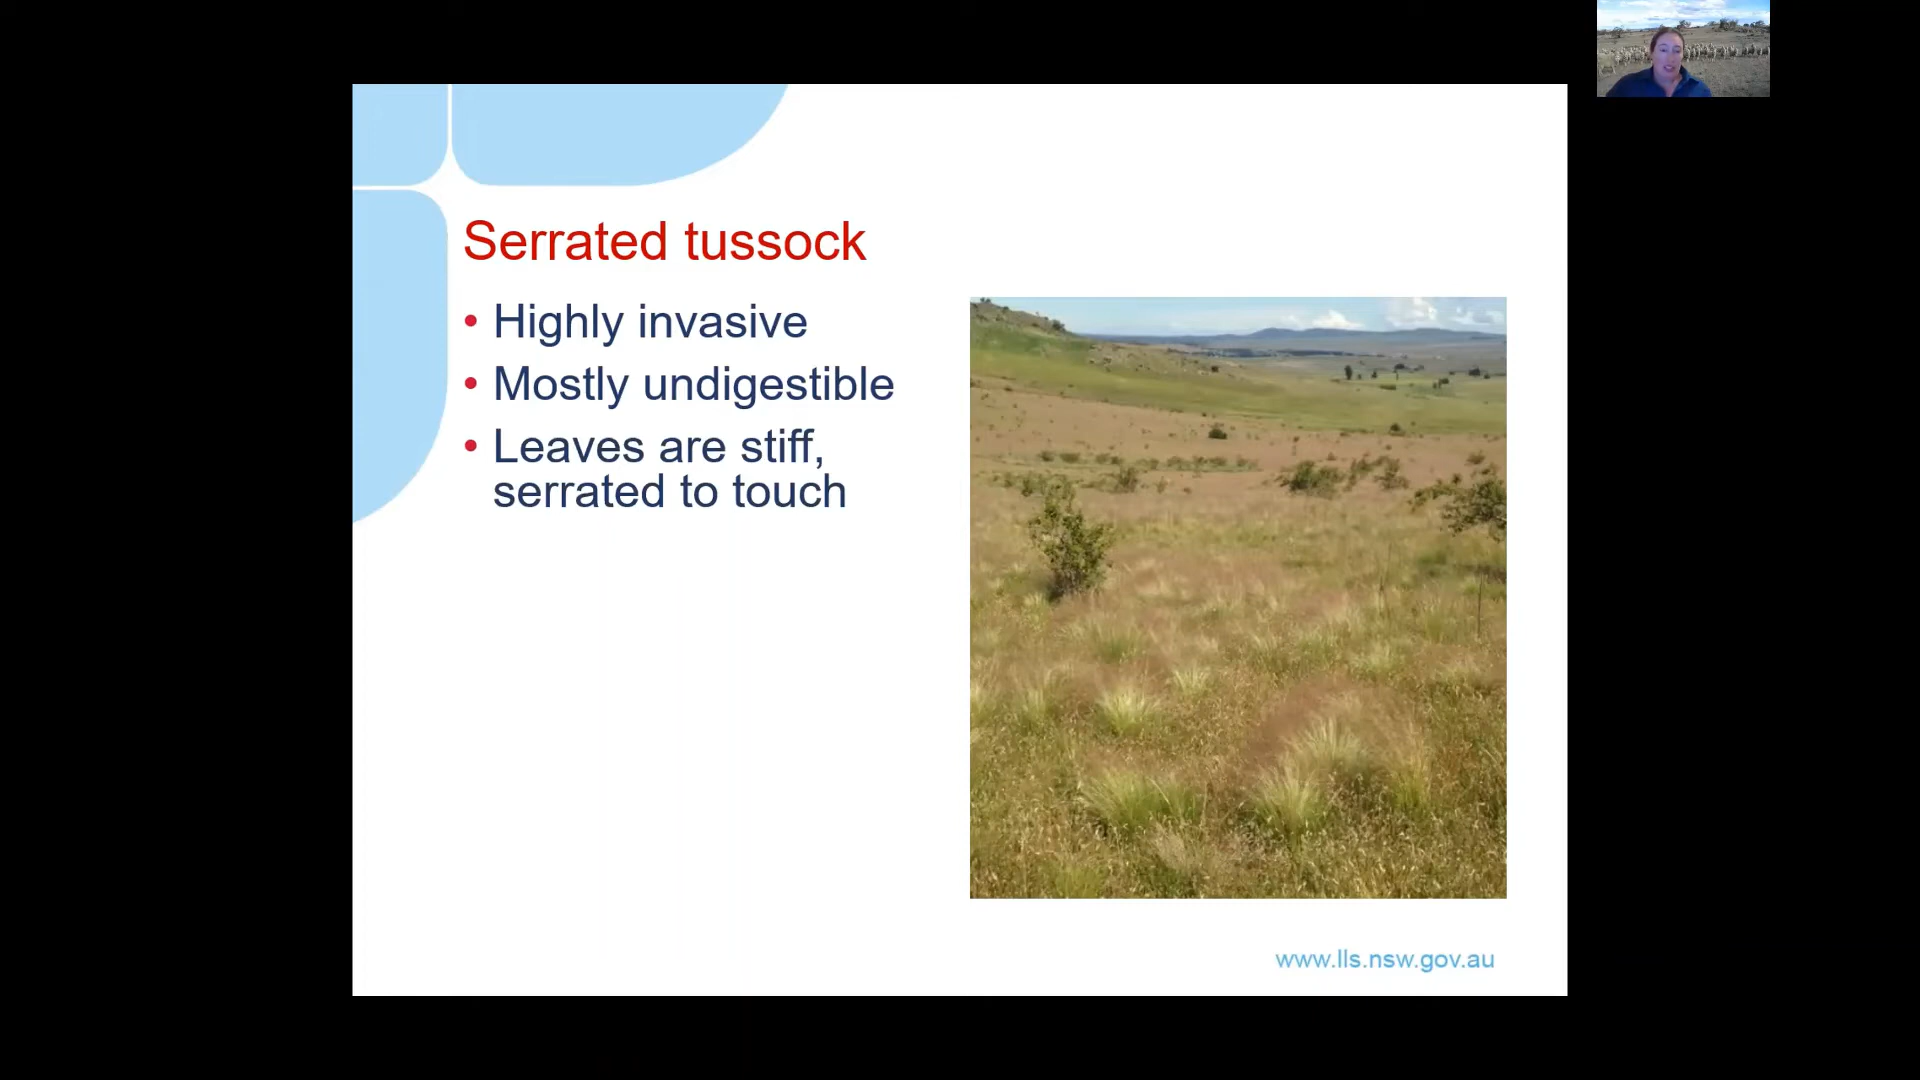 Serrated tussock
• Highly invasive
• Mostly undigestible
• Leaves are stiff,
serrated to touch
www.lls.nsw.gov.au